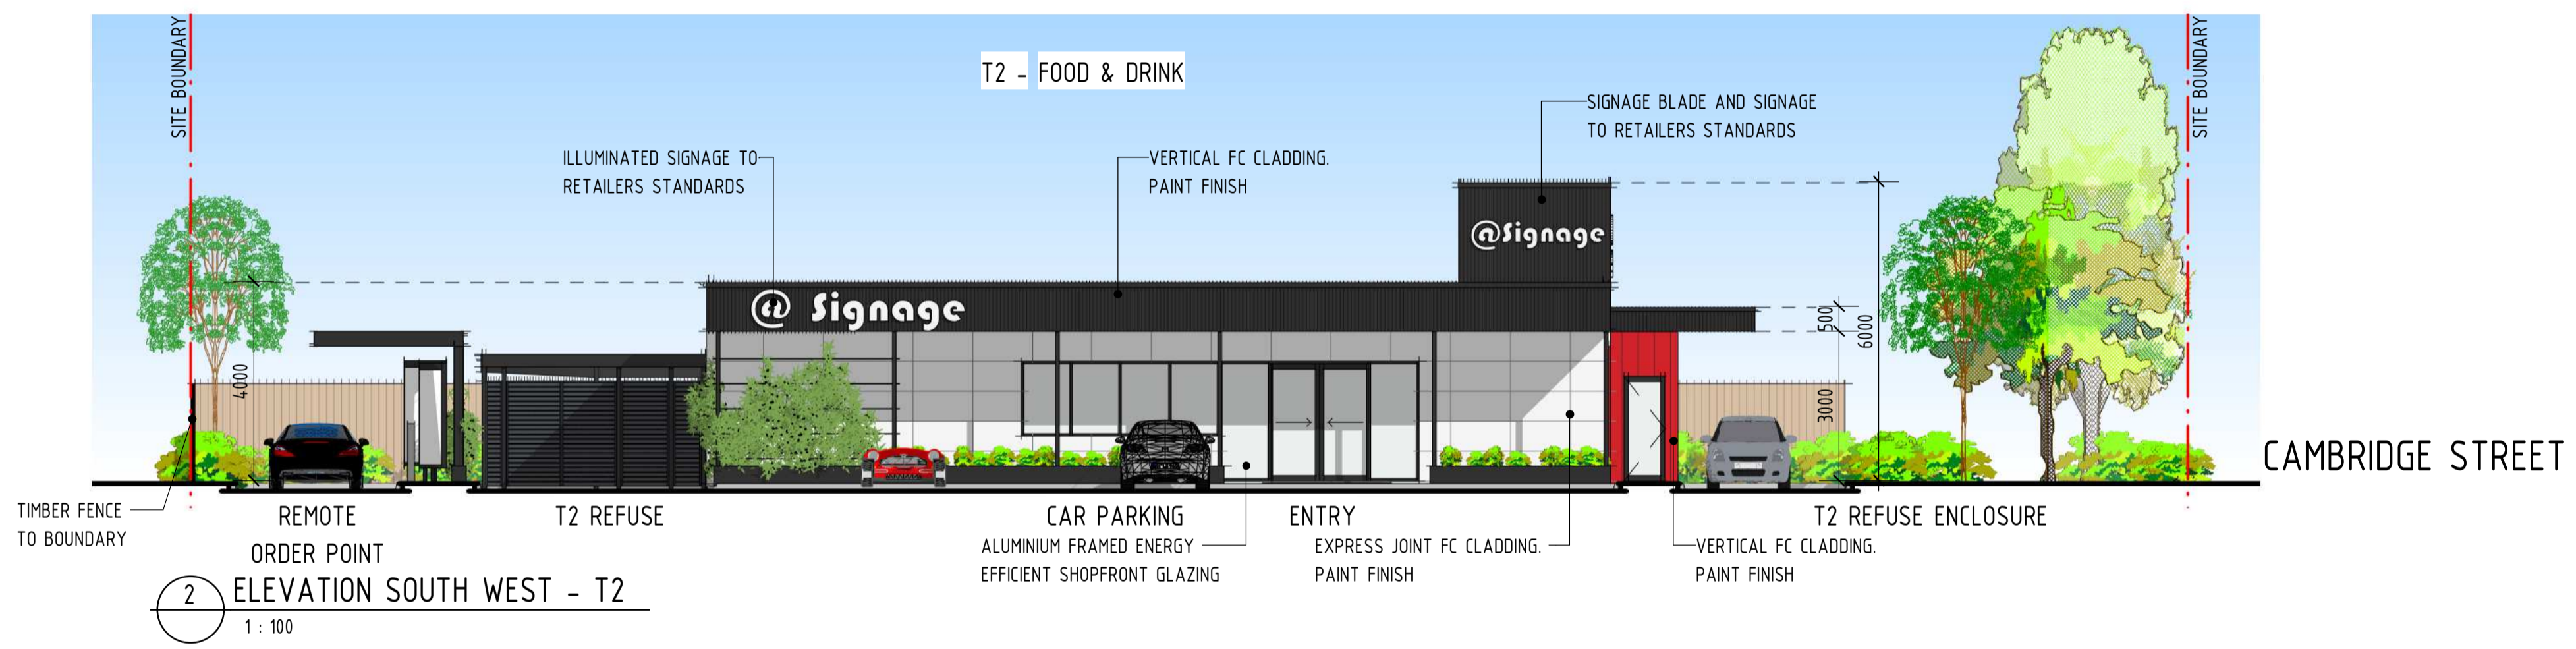 SITE BOUNDARY
T2 - FOOD & DRINK
SITE BOUNDARY
SIGNAGE BLADE AND SIGNAGE
TO RETAILERS STANDARDS
ILLUMINATED SIGNAGE TO
RETAILERS STANDARDS
VERTICAL FC CLADDING.
PAINT FINISH
@Signage
@ Signage
500
6000
4000
3000
CAMBRIDGE STREET
TIMBER FENCE
TO BOUNDARY
REMOTE
ORDER POINT
T2 REFUSE
CAR PARKING
ENTRY
T2 REFUSE ENCLOSURE
ALUMINIUM FRAMED ENERGY
EFFICIENT SHOPFRONT GLAZING
EXPRESS JOINT FC CLADDING.
PAINT FINISH
VERTICAL FC CLADDING.
PAINT FINISH
2
ELEVATION SOUTH WEST - T2
1 : 100